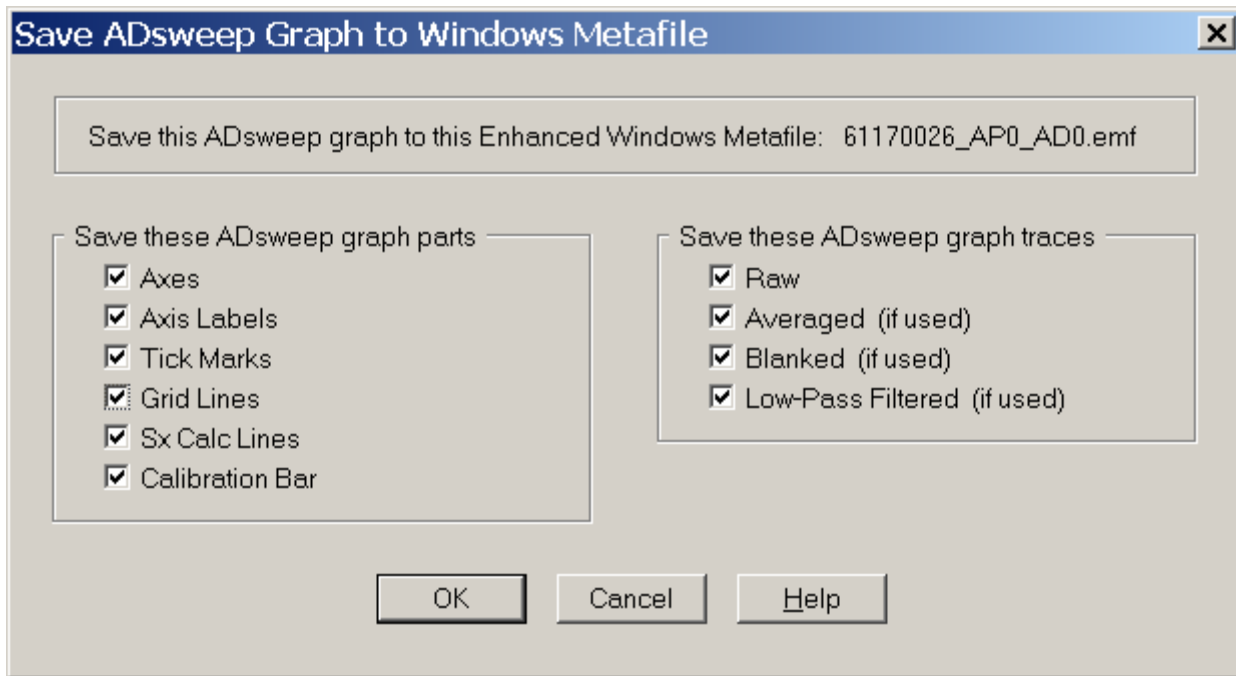 Save ADsweep Graph to Windows Metafile
Save this ADsweep graph to this Enhanced Windows Metafile: 61170026_AP0_AD0.emf
Save these ADsweep graph parts
Axes
Axis Labels
Tick Marks
Grid Lines
Sx Calc Lines
Calibration Bar
Save these ADsweep graph traces
Raw
Averaged (if used)
Blanked (if used)
Low-Pass Filtered (if used)
OK
Cancel
Help